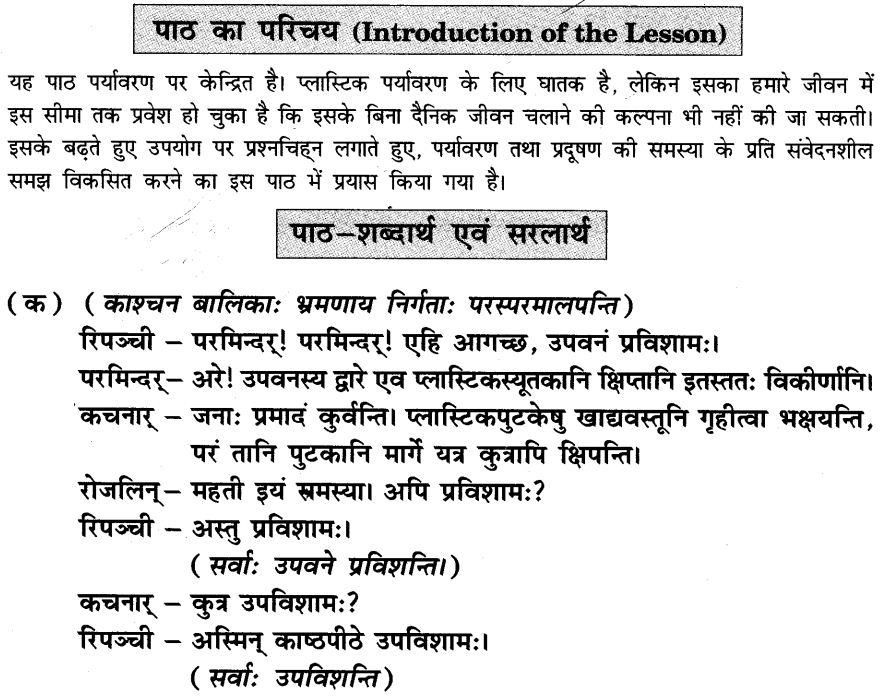 पाठ का परिचय (Introduction of the Lesson)
यह पाठ पर्यावरण पर केन्द्रित है। प्लास्टिक पर्यावरण के लिए घातक है, लेकिन इसका हमारे जीवन में
इस सीमा तक प्रवेश हो चुका है कि इसके बिना दैनिक जीवन चलाने की कल्पना भी नहीं की जा सकती।
इसके बढ़ते हुए उपयोग पर प्रश्नचिह्न लगाते हुए, पर्यावरण तथा प्रदूषण की समस्या के प्रति संवेदनशील
समझ विकसित करने का इस पाठ भें प्रयास किया गया है।
पाठ-शब्दार्थ एवं सरलार्थ
(क) (काश्चन बालिकाः भ्रमणाय निर्गताः परस्परमालपन्ति)
रिपञ्ची – परमिन्दर्! परमिन्दर्! एहि आगच्छ, उपवनं प्रविशामः।
परमिन्दर्– अरे! उपवनस्य द्वारे एव प्लास्टिकस्यूतकानि क्षिप्तानि इतस्ततः विकीर्णानि।
कचनार् – जनाः प्रमादं कुर्वन्ति। प्लास्टिकपुटकेषु खाद्यवस्तूनि गृहीत्वा भक्षयन्ति,
परं तानि पुटकानि मार्गे यत्र कुत्रापि क्षिपन्ति।
रोजलिन्– महती इयं समस्या। अपि प्रविशामः?
रिपञ्ची – अस्तु प्रविशामः।
(सर्वाः उपवने प्रविशन्ति।)
कचनार् – कुत्र उपविशामः?
रिपञ्ची – अस्मिन् काष्ठपीठे उपविशामः।
(सर्वाः उपविशन्ति)